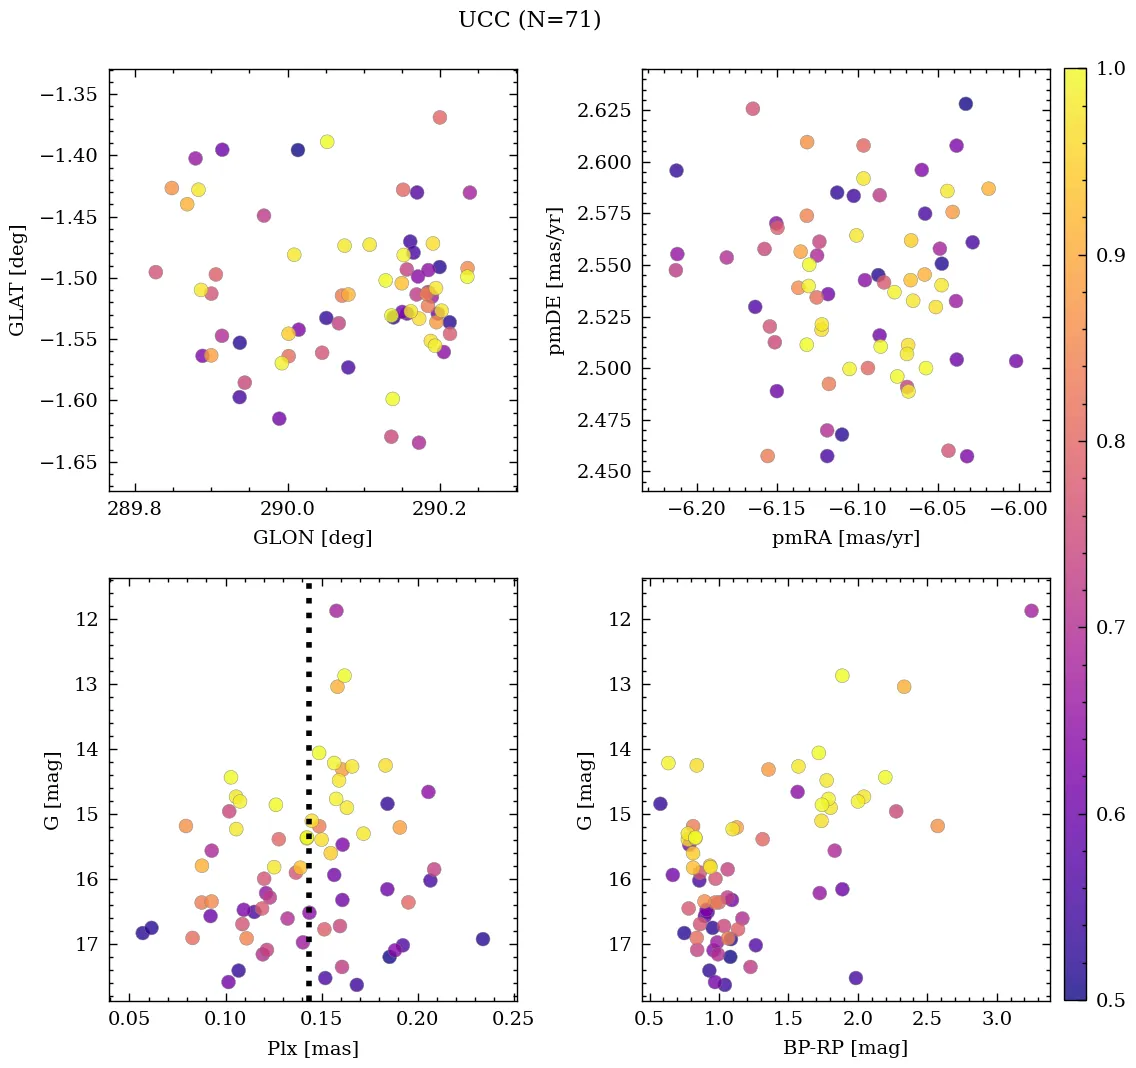 UCC (N=71)
−1.35
−1.40
−1.45
−1.50
−1.55
−1.60
−1.65
GLAT [deg]
289.8 290.0 290.2
GLON [deg]
2.625
2.600
2.575
2.550
2.525
2.500
2.475
2.450
pmDE [mas/yr]
−6.20 −6.15 −6.10 −6.05 −6.00
pmRA [mas/yr]
12
13
14
15
16
17
G [mag]
0.05 0.10 0.15 0.20 0.25
Plx [mas]
12
13
14
15
16
17
G [mag]
0.5 1.0 1.5 2.0 2.5 3.0
BP-RP [mag]
1.0
0.9
0.8
0.7
0.6
0.5